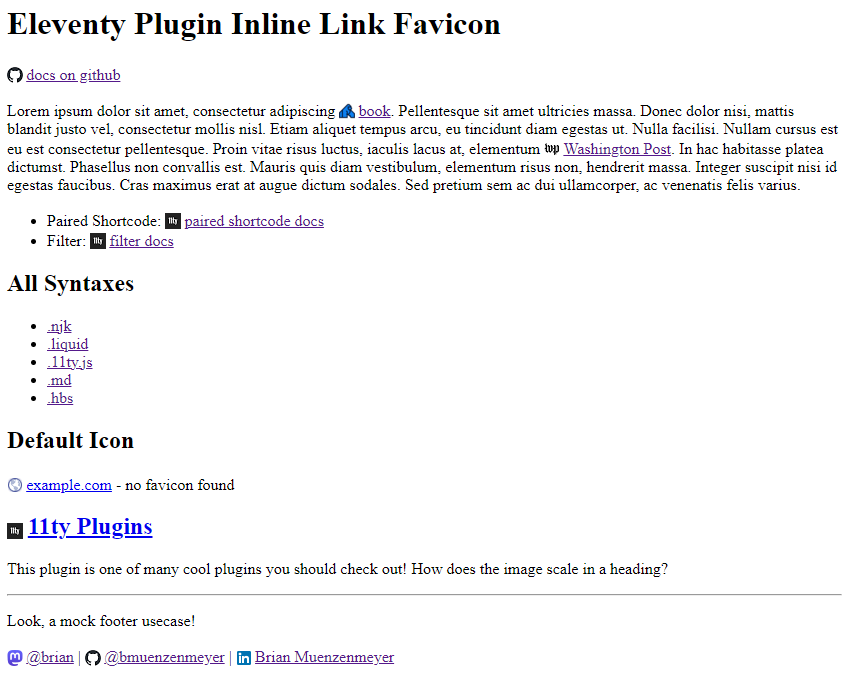 Eleventy Plugin Inline Link Favicon
docs on github
Lorem ipsum dolor sit amet, consectetur adipiscing book. Pellentesque sit amet ultricies massa. Donec dolor nisi, mattis
blandit justo vel, consectetur mollis nisl. Etiam aliquet tempus arcu, eu tincidunt diam egestas ut. Nulla facilisi. Nullam cursus est
eu est consectetur pellentesque. Proin vitae risus luctus, iaculis lacus at, elementum wp Washington Post. In hac habitasse platea
dictumst. Phasellus non convallis est. Mauris quis diam vestibulum, elementum risus non, hendrerit massa. Integer suscipit nisi id
egestas faucibus. Cras maximus erat at augue dictum sodales. Sed pretium sem ac dui ullamcorper, ac venenatis felis varius.
• Paired Shortcode: 11ty paired shortcode docs
• Filter: 11ty filter docs
All Syntaxes
• .njk
• .liquid
• .11ty.js
• .md
• .hbs
Default Icon
example.com - no favicon found
11ty 11ty Plugins
This plugin is one of many cool plugins you should check out! How does the image scale in a heading?
Look, a mock footer usecase!
m @brian | @bmuenzenmeyer | in Brian Muenzenmeyer